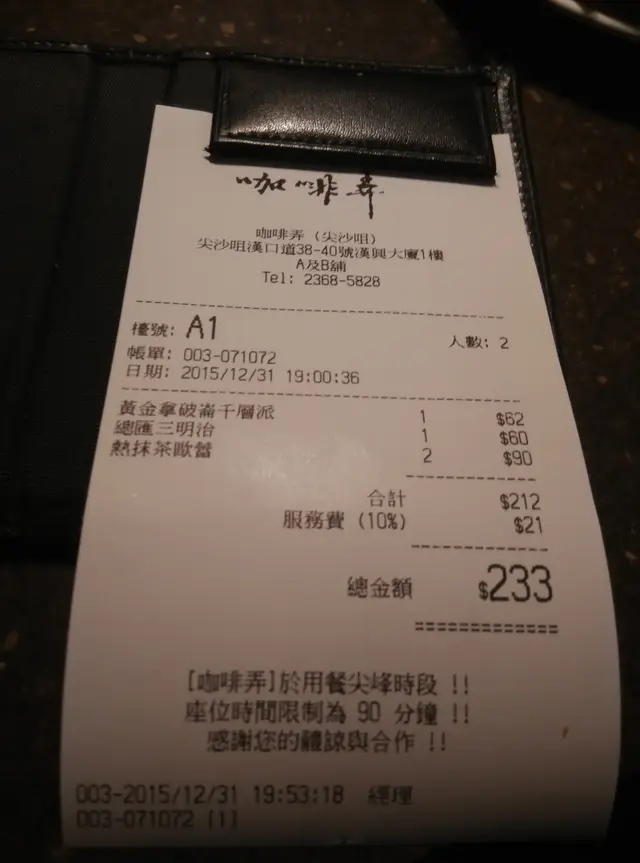 咖啡弄
咖啡弄 (尖沙咀)
尖沙咀漢口道38-40號漢興大廈1樓
A及B舖
Tel: 2368-5828
檯號: A1 人數: 2
帳單: 003-071072
日期: 2015/12/31 19:00:36
黃金拿破崙千層派 1 $62
總匯三明治 1 $60
熱抹茶歐蕾 2 $90
合計 $212
服務費 (10%) $21
總金額 $233
[咖啡弄]於用餐尖峰時段 !!
座位時間限制為 90 分鐘 !!
感謝您的體諒與合作 !!
003-2015/12/31 19:53:18 經理
003-071072 [1]